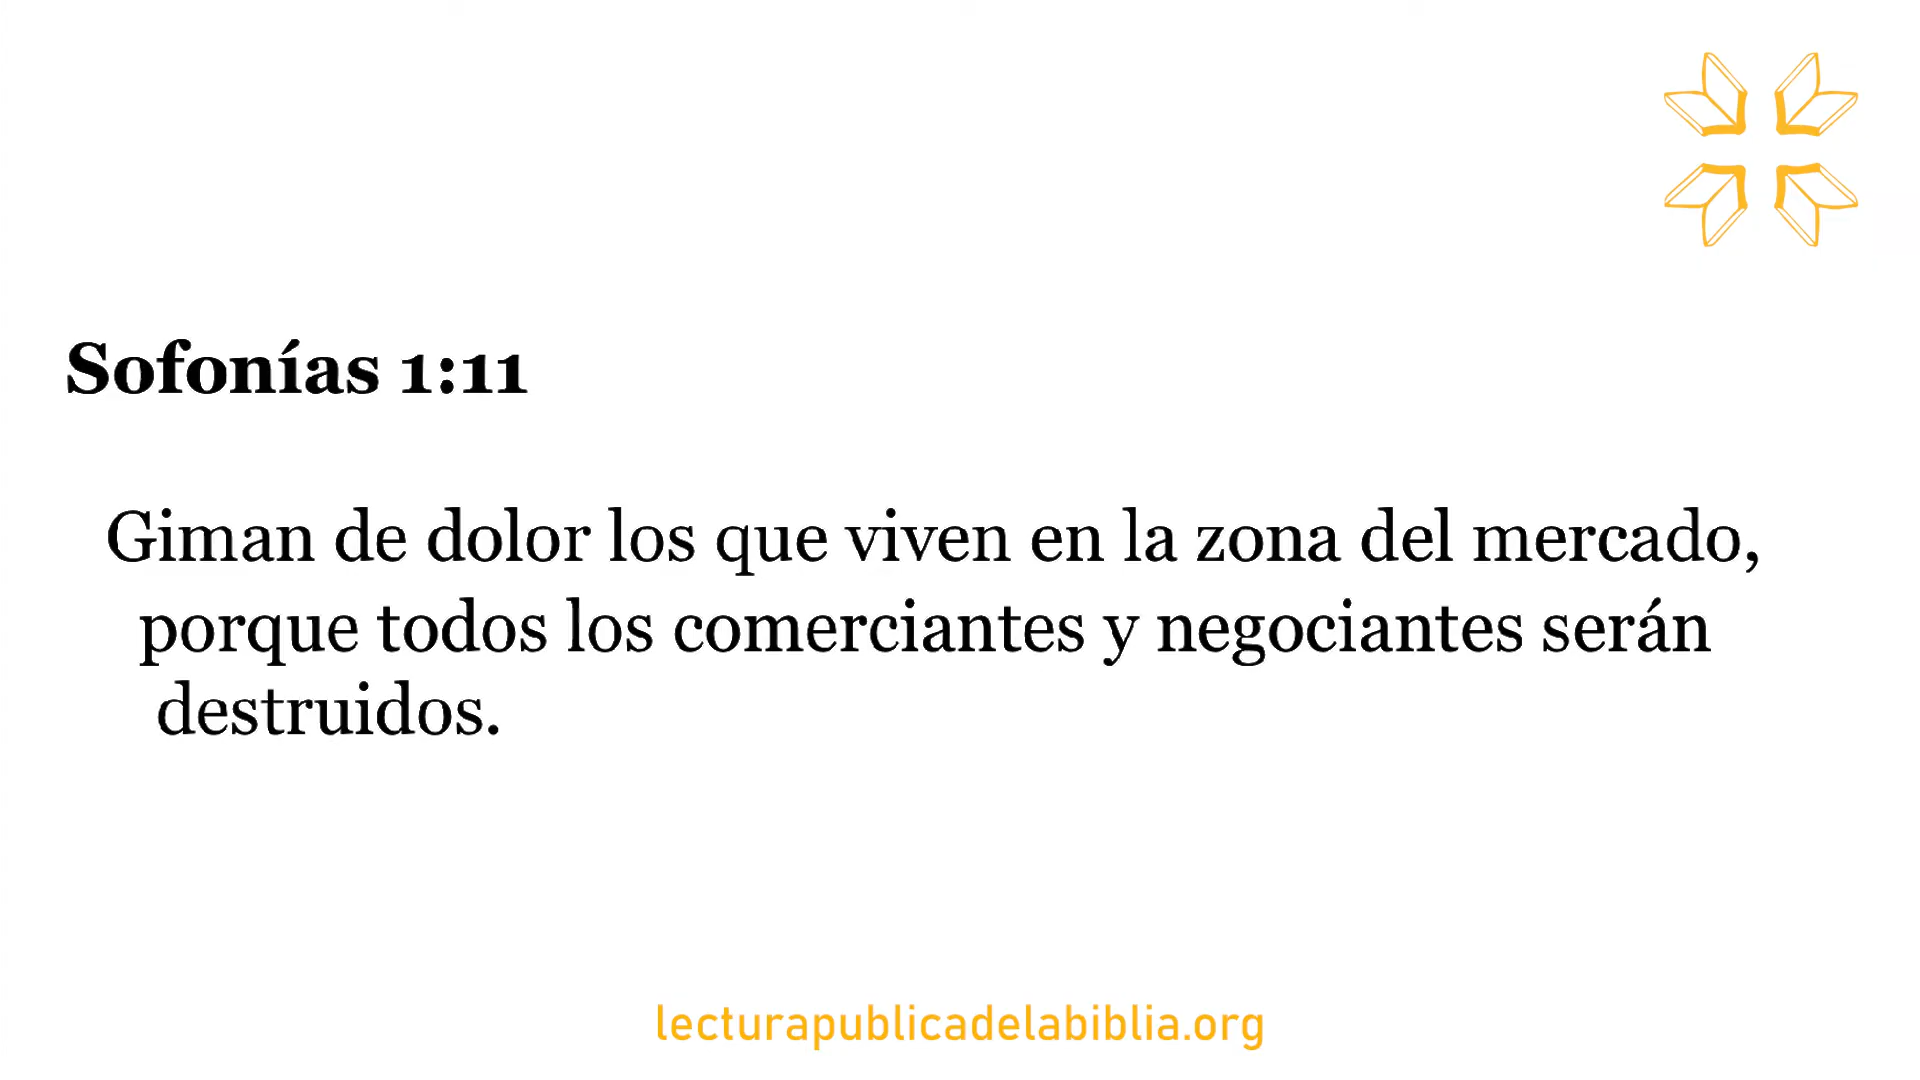 Sofonías 1:11
Giman de dolor los que viven en la zona del mercado,
porque todos los comerciantes y negociantes serán
destruidos.
lecturapublicadelabiblia.org